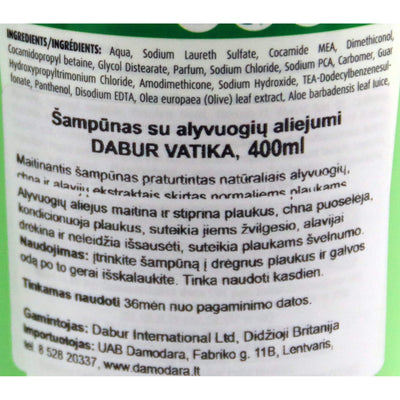 INGREDIENTS/INGRÉDIENTS: Aqua, Sodium Laureth Sulfate, Cocamide MEA, Dimethiconol,
Cocamidopropyl betaine, Glycol Distearate, Parfum, Sodium Chloride, Sodium PCA, Carbomer, Guar
Hydroxypropyltrimonium Chloride, Amodimethicone, Sodium Hydroxide, TEA-Dodecylbenzenesul-
fonate, Panthenol, Disodium EDTA, Olea europaea (Olive) leaf extract, Aloe barbadensis leaf Juice,
Šampūnas su alyvuogių aliejumi
DABUR VATIKA, 400ml
Maitinantis šampūnas praturtintas natūraliais alyvuogių,
chna ir alavijų ekstraktais skirtas normaliems plaukams
Alyvuogių aliejus maitina ir stiprina plaukus, chna puoselėja,
kondicionuoja plaukus, suteikia jiems žvilgesio, alavijai
drėkina ir neleidžia išsausėti, suteikia plaukams švelnumo.
Naudojimas: įtrinkite šampūną į drėgnus plaukus ir galvos
odą po to gerai išskalaukite. Tinka naudoti kasdien.
Tinkamas naudoti 36mėn nuo pagaminimo datos.
Gamintojas: Dabur International Ltd, Didžioji Britanija
Importuotojas: UAB Damodara, Fabriko g. 11B, Lentvaris,
tel. 8 528 20337, www.damodara.lt